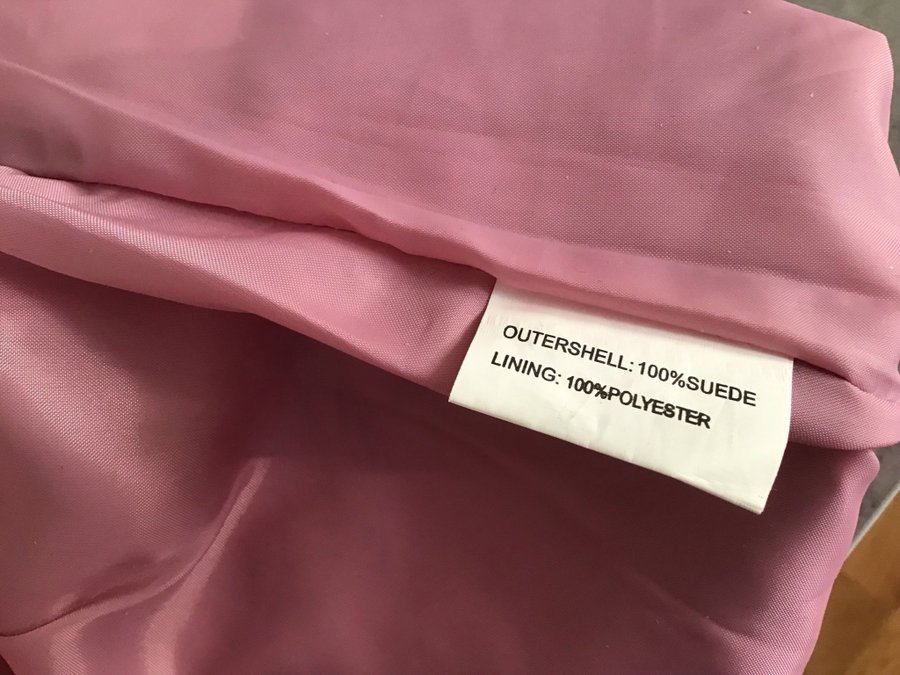 OUTERSHELL: 100%SUEDE
LINING: 100%POLYESTER